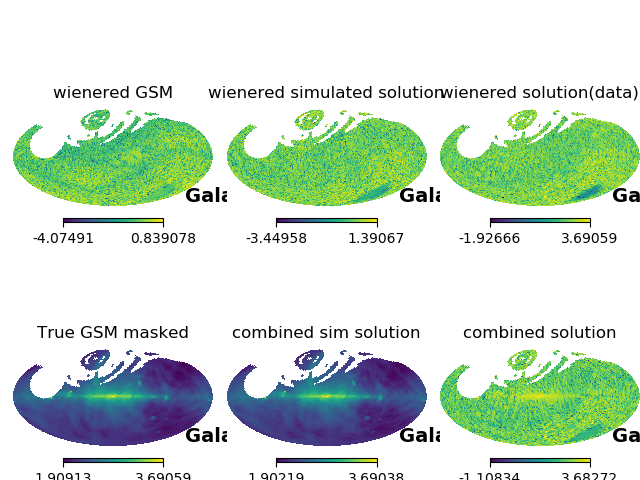 wienered GSM wienered simulated solution wienered solution(data)
Gala Gala Ga
-4.07491 0.839078 -3.44958 1.39067 -1.92666 3.69059
True GSM masked combined sim solution combined solution
Gala Gala Ga
1.90913 3.69059 1.90219 3.69038 -1.10834 3.68272